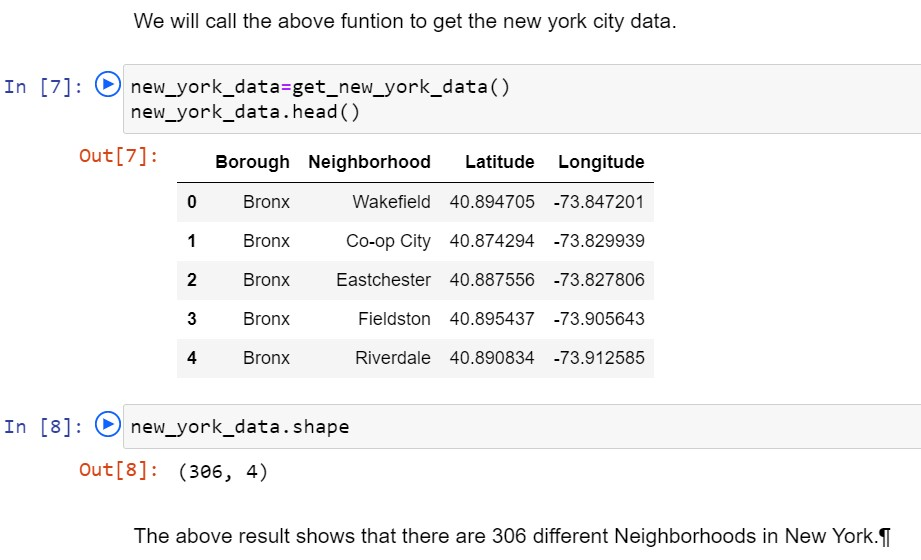 We will call the above funtion to get the new york city data.
In [7]: new_york_data=get_new_york_data()
new_york_data.head()
Out[7]:
Borough Neighborhood Latitude Longitude
0 Bronx Wakefield 40.894705 -73.847201
1 Bronx Co-op City 40.874294 -73.829939
2 Bronx Eastchester 40.887556 -73.827806
3 Bronx Fieldston 40.895437 -73.905643
4 Bronx Riverdale 40.890834 -73.912585
In [8]: new_york_data.shape
Out[8]: (306, 4)
The above result shows that there are 306 different Neighborhoods in New York.¶